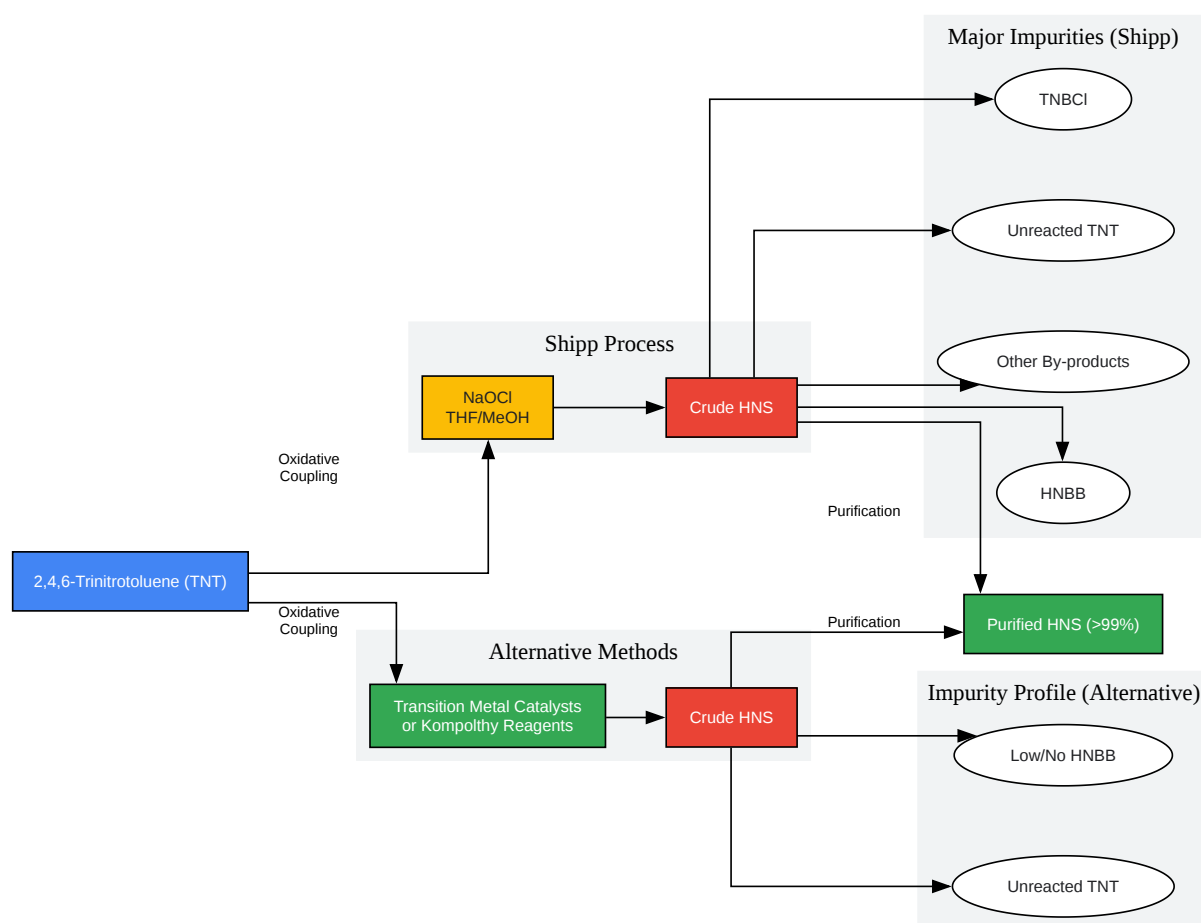 Major Impurities (Shipp)
TNBCl
Unreacted TNT
Shipp Process
Other By-products
NaOCl
THF/MeOH
Crude HNS
Oxidative
Coupling
HNBB
Purification
2,4,6-Trinitrotoluene (TNT)
Oxidative
Coupling
Purification
Purified HNS (>99%)
Alternative Methods
Impurity Profile (Alternative)
Transition Metal Catalysts
or Kompolthy Reagents
Crude HNS
Low/No HNBB
Unreacted TNT